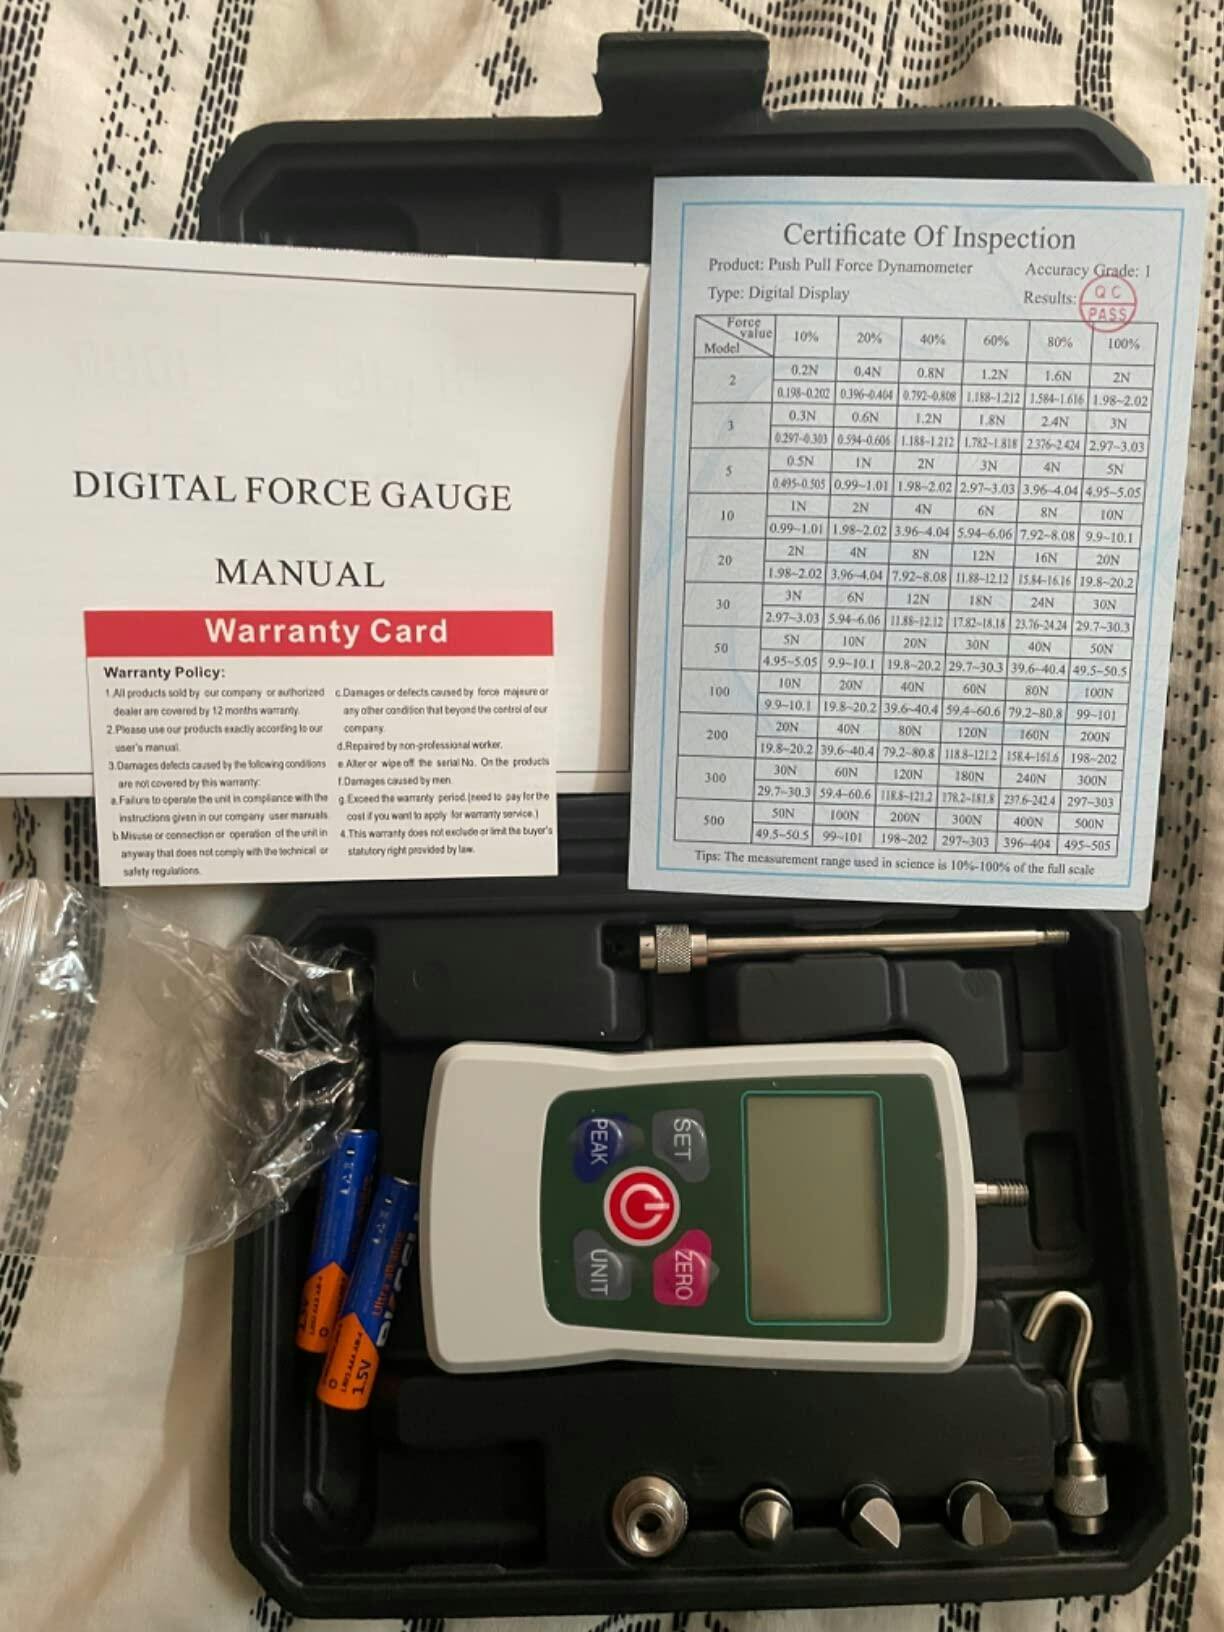 DIGITAL FORCE GAUGE
MANUAL
Warranty Card
Warranty Policy:
1.All products sold by our company or authorized
dealer are covered by 12 months warranty.
2.Please use our products exactly according to our
user's manual.
3.Damages defects caused by the following conditions
are not covered by this warranty:
a.Failure to operate the unit in compliance with the
instructions given in our company user manuals.
b.Misuse or connection or operation of the unit in
anyway that does not comply with the technical or
safety regulations.
c.Damages or defects caused by force majeure or
any other condition that beyond the control of our
company.
d.Repaired by non-professional worker.
e.Alter or wipe off the serial No. On the products
f.Damages caused by men.
g.Exceed the warranty period.(need to pay for the
cost if you want to apply for warranty service.)
4.This warranty does not exclude or limit the buyer's
statutory right provided by law.
Certificate Of Inspection
Product: Push Pull Force Dynamometer Accuracy Grade: 1
Type: Digital Display Results: QC PASS
Force value
Model 10% 20% 40% 60% 80% 100%
2 0.2N 0.4N 0.8N 1.2N 1.6N 2N
0.198~0.202 0.396~0.404 0.792~0.808 1.188~1.212 1.584~1.616 1.98~2.02
3 0.3N 0.6N 1.2N 1.8N 2.4N 3N
0.297~0.303 0.594~0.606 1.188~1.212 1.782~1.818 2.376~2.424 2.97~3.03
5 0.5N 1N 2N 3N 4N 5N
0.495~0.505 0.99~1.01 1.98~2.02 2.97~3.03 3.96~4.04 4.95~5.05
10 1N 2N 4N 6N 8N 10N
0.99~1.01 1.98~2.02 3.96~4.04 5.94~6.06 7.92~8.08 9.9~10.1
20 2N 4N 8N 12N 16N 20N
1.98~2.02 3.96~4.04 7.92~8.08 11.88~12.12 15.84~16.16 19.8~20.2
30 3N 6N 12N 18N 24N 30N
2.97~3.03 5.94~6.06 11.88~12.12 17.82~18.18 23.76~24.24 29.7~30.3
50 5N 10N 20N 30N 40N 50N
4.95~5.05 9.9~10.1 19.8~20.2 29.7~30.3 39.6~40.4 49.5~50.5
100 10N 20N 40N 60N 80N 100N
9.9~10.1 19.8~20.2 39.6~40.4 59.4~60.6 79.2~80.8 99~101
200 20N 40N 80N 120N 160N 200N
19.8~20.2 39.6~40.4 79.2~80.8 118.8~121.2 158.4~161.6 198~202
300 30N 60N 120N 180N 240N 300N
29.7~30.3 59.4~60.6 118.8~121.2 178.2~181.8 237.6~242.4 297~303
500 50N 100N 200N 300N 400N 500N
49.5~50.5 99~101 198~202 297~303 396~404 495~505
Tips: The measurement range used in science is 10%-100% of the full scale
PEAK
SET
UNIT
ZERO
Ultra alkaline
1.5V